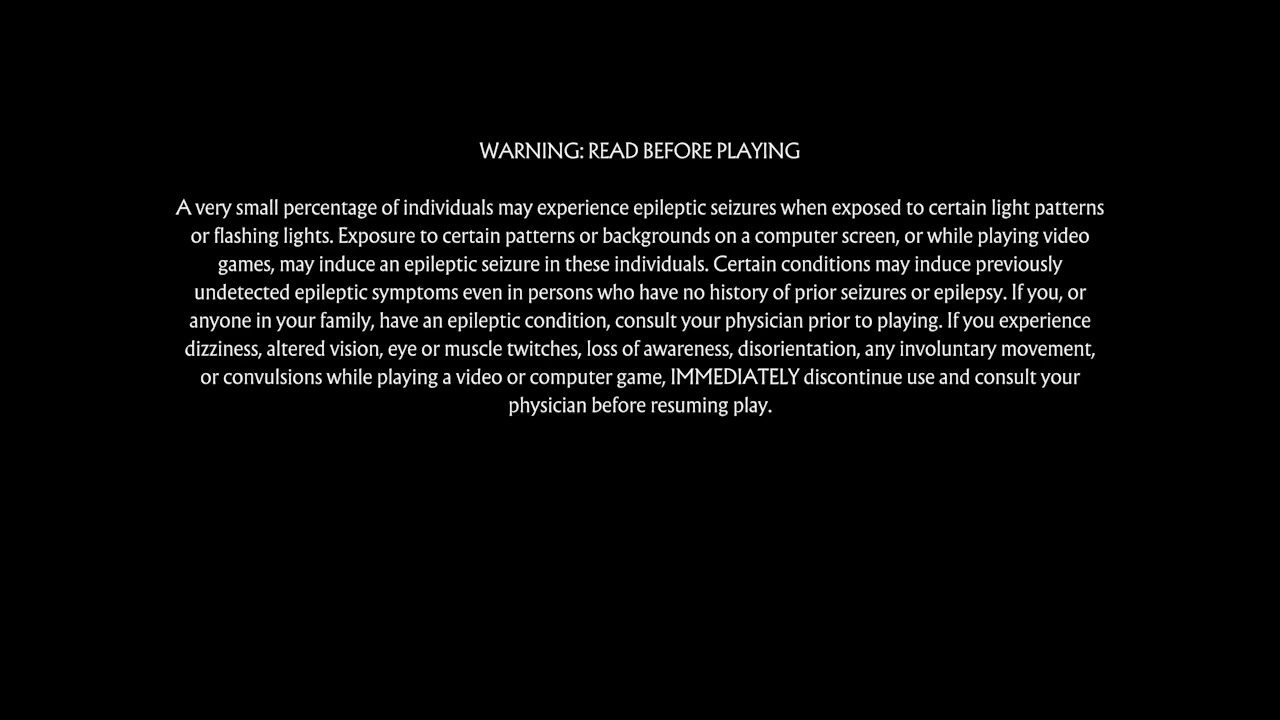 WARNING: READ BEFORE PLAYING
A very small percentage of individuals may experience epileptic seizures when exposed to certain light patterns
or flashing lights. Exposure to certain patterns or backgrounds on a computer screen, or while playing video
games, may induce an epileptic seizure in these individuals. Certain conditions may induce previously
undetected epileptic symptoms even in persons who have no history of prior seizures or epilepsy. If you, or
anyone in your family, have an epileptic condition, consult your physician prior to playing. If you experience
dizziness, altered vision, eye or muscle twitches, loss of awareness, disorientation, any involuntary movement,
or convulsions while playing a video or computer game, IMMEDIATELY discontinue use and consult your
physician before resuming play.